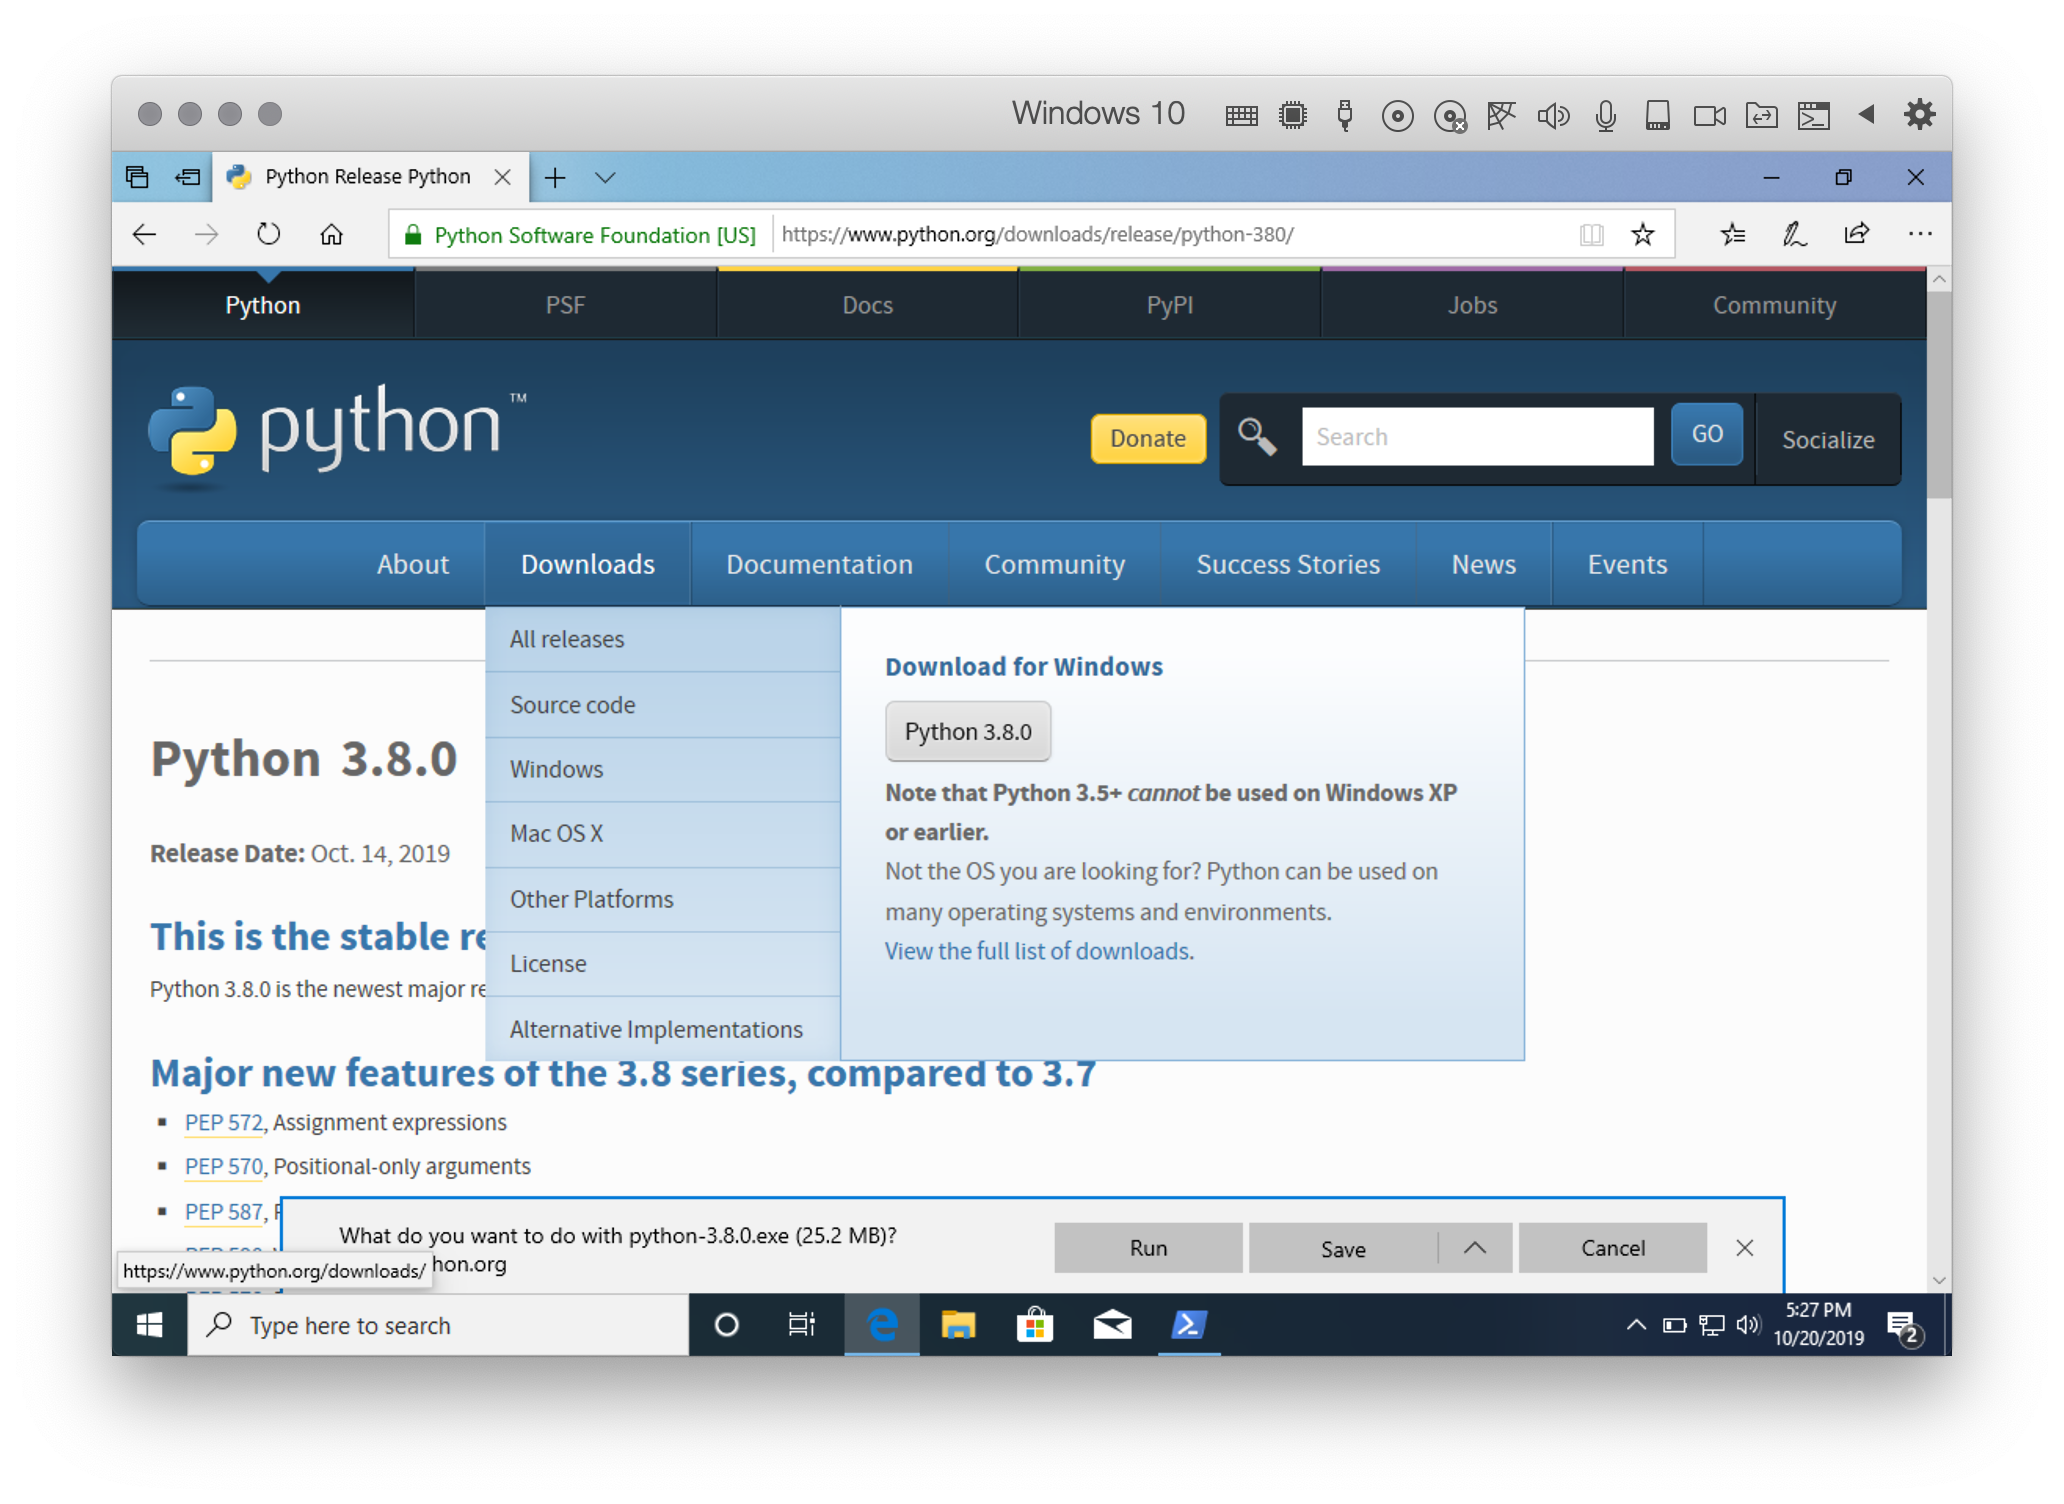 Windows 10
Python Release Python
Python Software Foundation [US] https://www.python.org/downloads/release/python-380/
Python PSF Docs PyPI Jobs Community
python™
Donate Search GO Socialize
About Downloads Documentation Community Success Stories News Events
All releases
Source code
Windows
Mac OS X
Other Platforms
License
Alternative Implementations
Download for Windows
Python 3.8.0
Note that Python 3.5+ cannot be used on Windows XP
or earlier.
Not the OS you are looking for? Python can be used on
many operating systems and environments.
View the full list of downloads.
Python 3.8.0
Release Date: Oct. 14, 2019
This is the stable
Python 3.8.0 is the newest major
Major new features of the 3.8 series, compared to 3.7
PEP 572, Assignment expressions
PEP 570, Positional-only arguments
PEP 587,
What do you want to do with python-3.8.0.exe (25.2 MB)?
hon.org
Run Save Cancel
https://www.python.org/downloads/
Type here to search
5:27 PM
10/20/2019
2